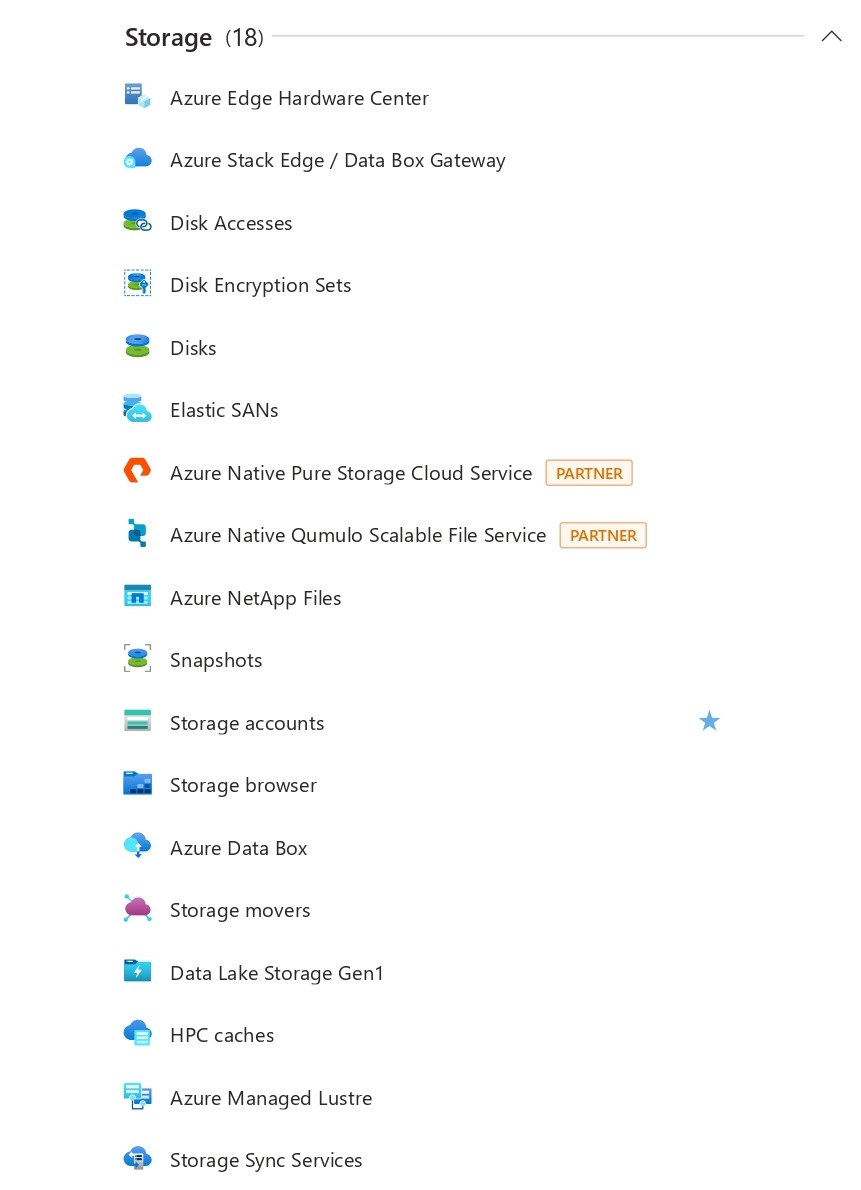 Storage (18)
Azure Edge Hardware Center
Azure Stack Edge / Data Box Gateway
Disk Accesses
Disk Encryption Sets
Disks
Elastic SANs
Azure Native Pure Storage Cloud Service PARTNER
Azure Native Qumulo Scalable File Service PARTNER
Azure NetApp Files
Snapshots
Storage accounts
Storage browser
Azure Data Box
Storage movers
Data Lake Storage Gen1
HPC caches
Azure Managed Lustre
Storage Sync Services